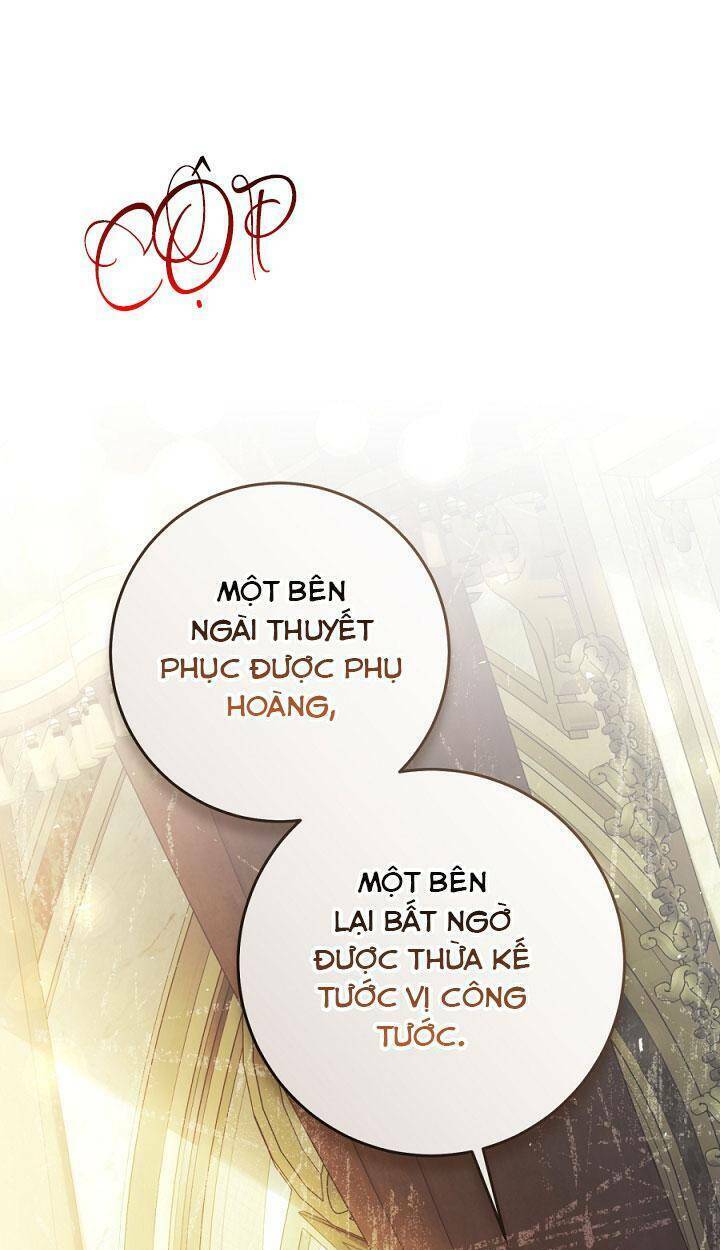 CỘP
MỘT BÊN
NGÀI THUYẾT
PHỤC ĐƯỢC PHỤ
HOÀNG,
MỘT BÊN
LẠI BẤT NGỜ
ĐƯỢC THỪA KẾ
TƯỚC VỊ CÔNG
TƯỚC.